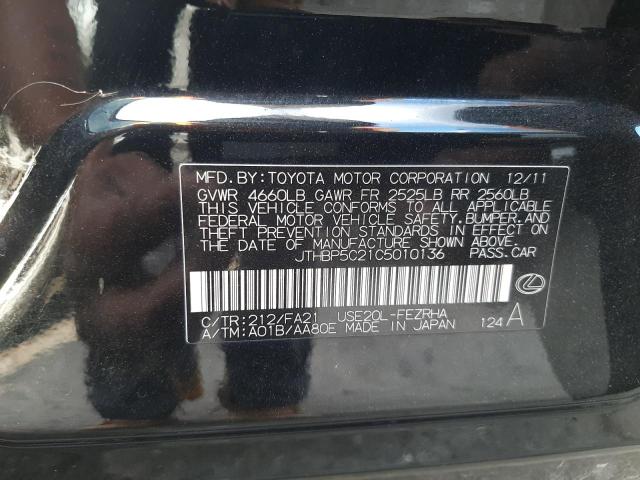 MFD.BY:TOYOTA MOTOR CORPORATION 12/11
GVWR 4660LB GAWR FR 2525LB RR 2560LB
THIS VEHICLE CONFORMS TO ALL APPLICABLE
FEDERAL MOTOR VEHICLE SAFETY,BUMPER,AND
THEFT PREVENTION STANDARDS IN EFFECT ON THE
DATE OF MANUFACTURE SHOWN ABOVE.
JTHBP5C21C5010136 PASS.CAR
C/TR:212/FA21 USE20L-FEZRHA
A/TM:A01B/AA80E MADE IN JAPAN 124 A